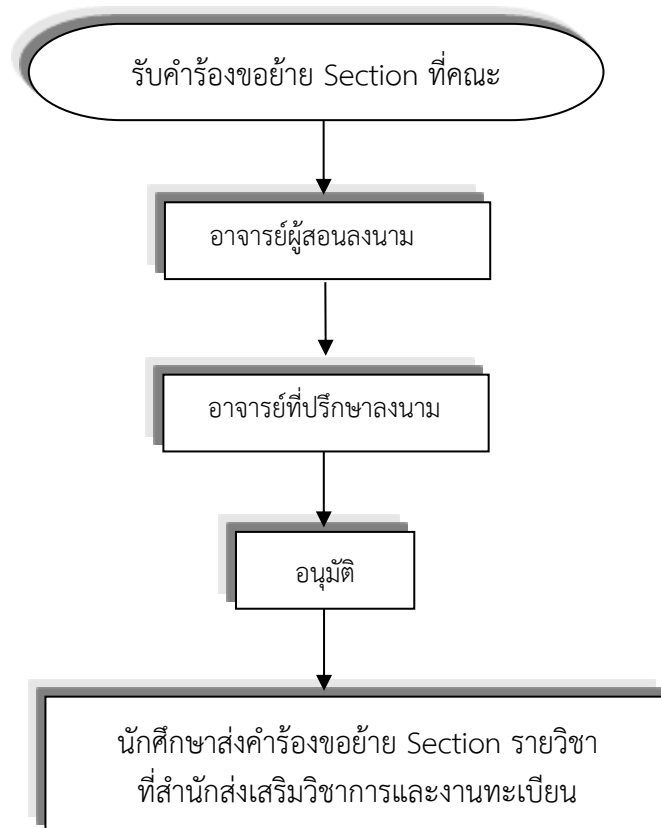 รับคำร้องขอย้าย Section ที่คณะ
อาจารย์ผู้สอนลงนาม
อาจารย์ที่ปรึกษาลงนาม
อนุมัติ
นักศึกษาส่งคำร้องขอย้าย Section รายวิชา
ที่สำนักส่งเสริมวิชาการและงานทะเบียน